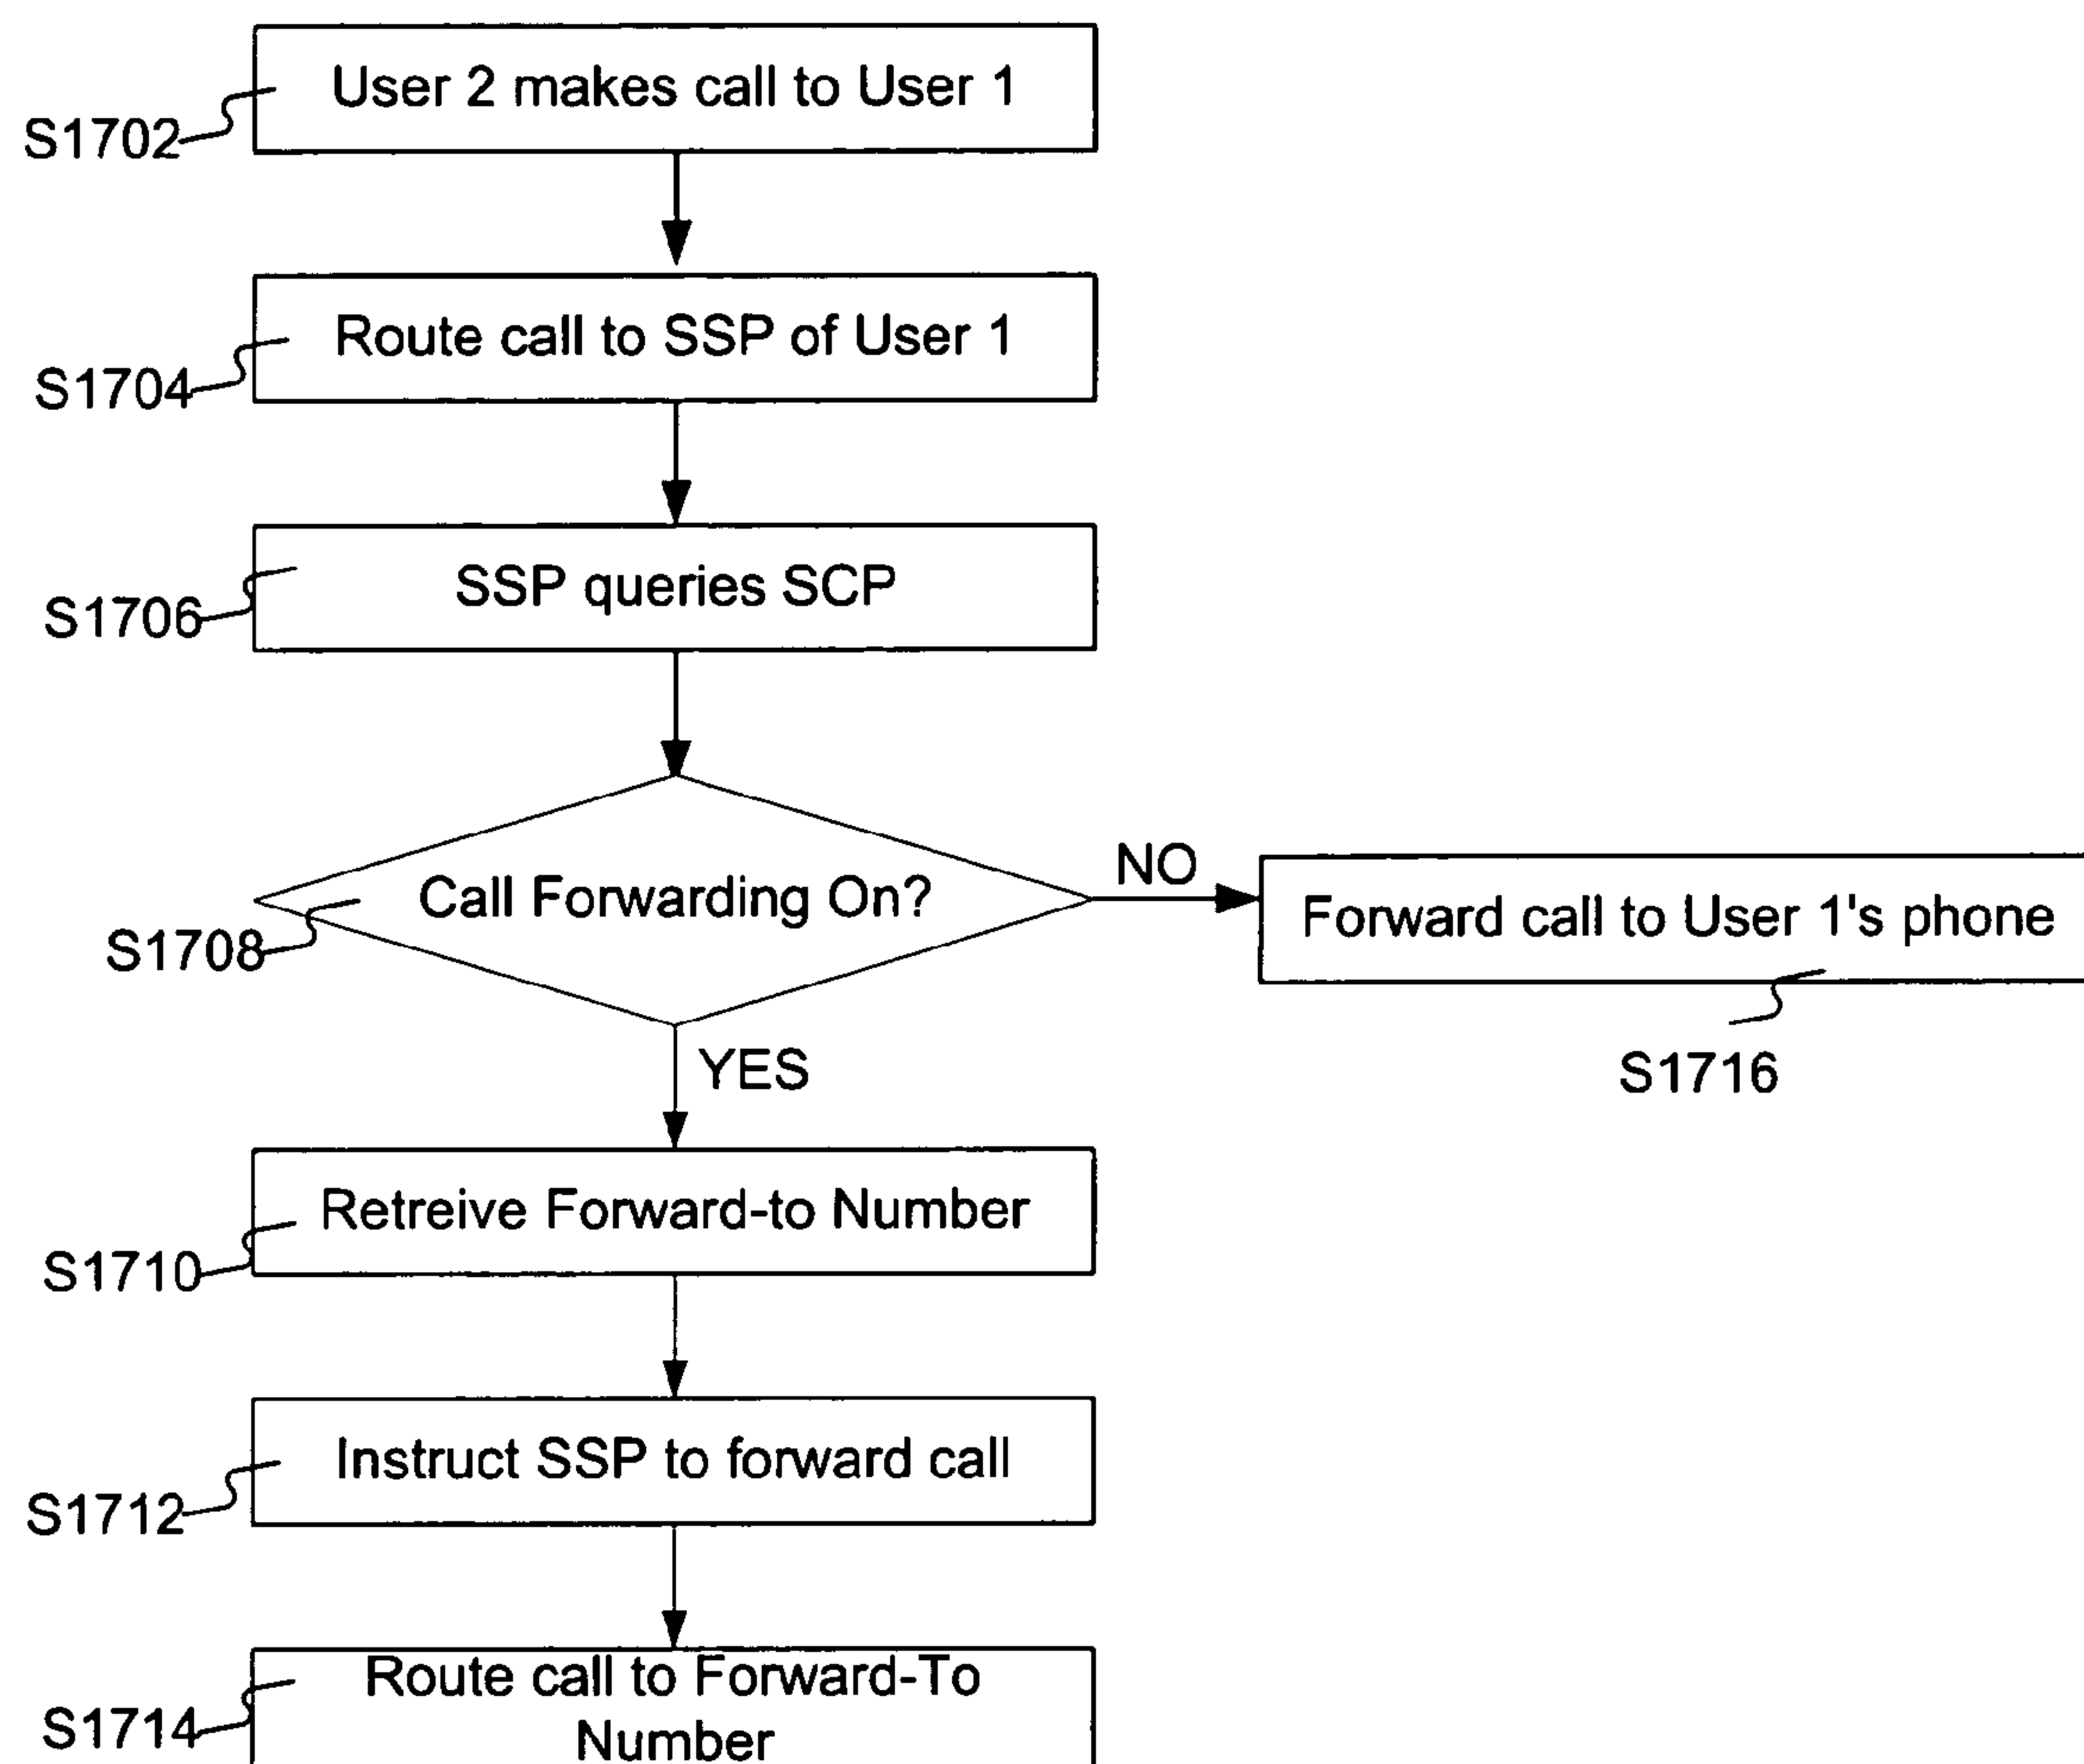 User 2 makes call to User 1
S1702
Route call to SSP of User 1
S1704
SSP queries SCP
S1706
Call Forwarding On?
S1708
NO
Forward call to User 1's phone
S1716
YES
Retreive Forward-to Number
S1710
Instruct SSP to forward call
S1712
Route call to Forward-To
Number
S1714